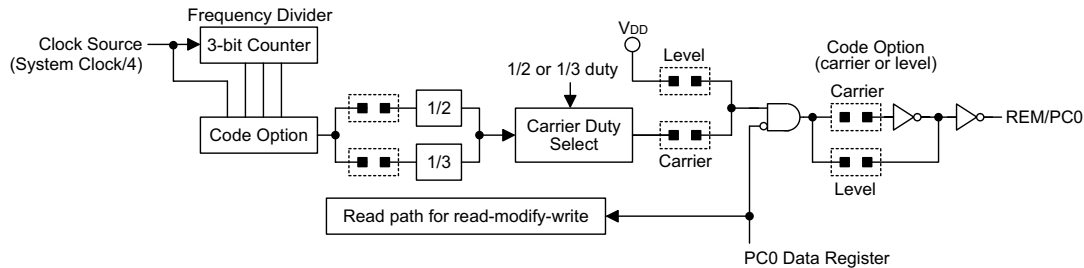 Frequency Divider
Clock Source
(System Clock/4)
3-bit Counter
Code Option
1/2
1/3
1/2 or 1/3 duty
Carrier Duty
Select
VDD
Level
Carrier
Code Option
(carrier or level)
Carrier
Level
REM/PC0
Read path for read-modify-write
PC0 Data Register